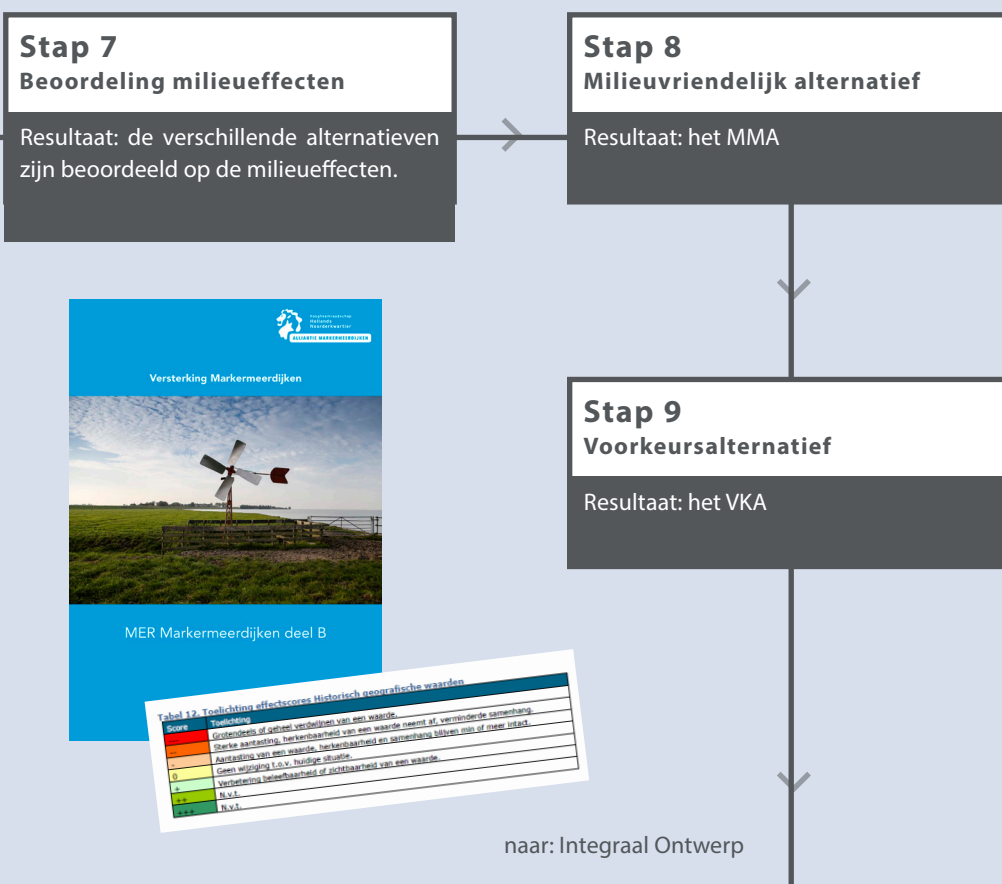 Stap 7
Beoordeling milieueffecten
Resultaat: de verschillende alternatieven
zijn beoordeeld op de milieueffecten.
Stap 8
Milieuvriendelijk alternatief
Resultaat: het MMA
Stap 9
Voorkeursalternatief
Resultaat: het VKA
Hoogheemraadschap
Hollands
Noorderkwartier
ALLIANTIE MARKERMEERDIJKEN
Versterking Markermeerdijken
MER Markermeerdijken deel B
Tabel 12. Toelichting effectscores Historisch geografische waarden
Score Toelichting
--- Grotendeels of geheel verdwijnen van een waarde.
-- Sterke aantasting, herkenbaarheid van een waarde neemt af, verminderde samenhang.
- Aantasting van een waarde, herkenbaarheid en samenhang blijven min of meer intact.
0 Geen wijziging t.o.v. huidige situatie.
+ Verbetering beleefbaarheid of zichtbaarheid van een waarde.
++ N.v.t.
+++ N.v.t.
naar: Integraal Ontwerp